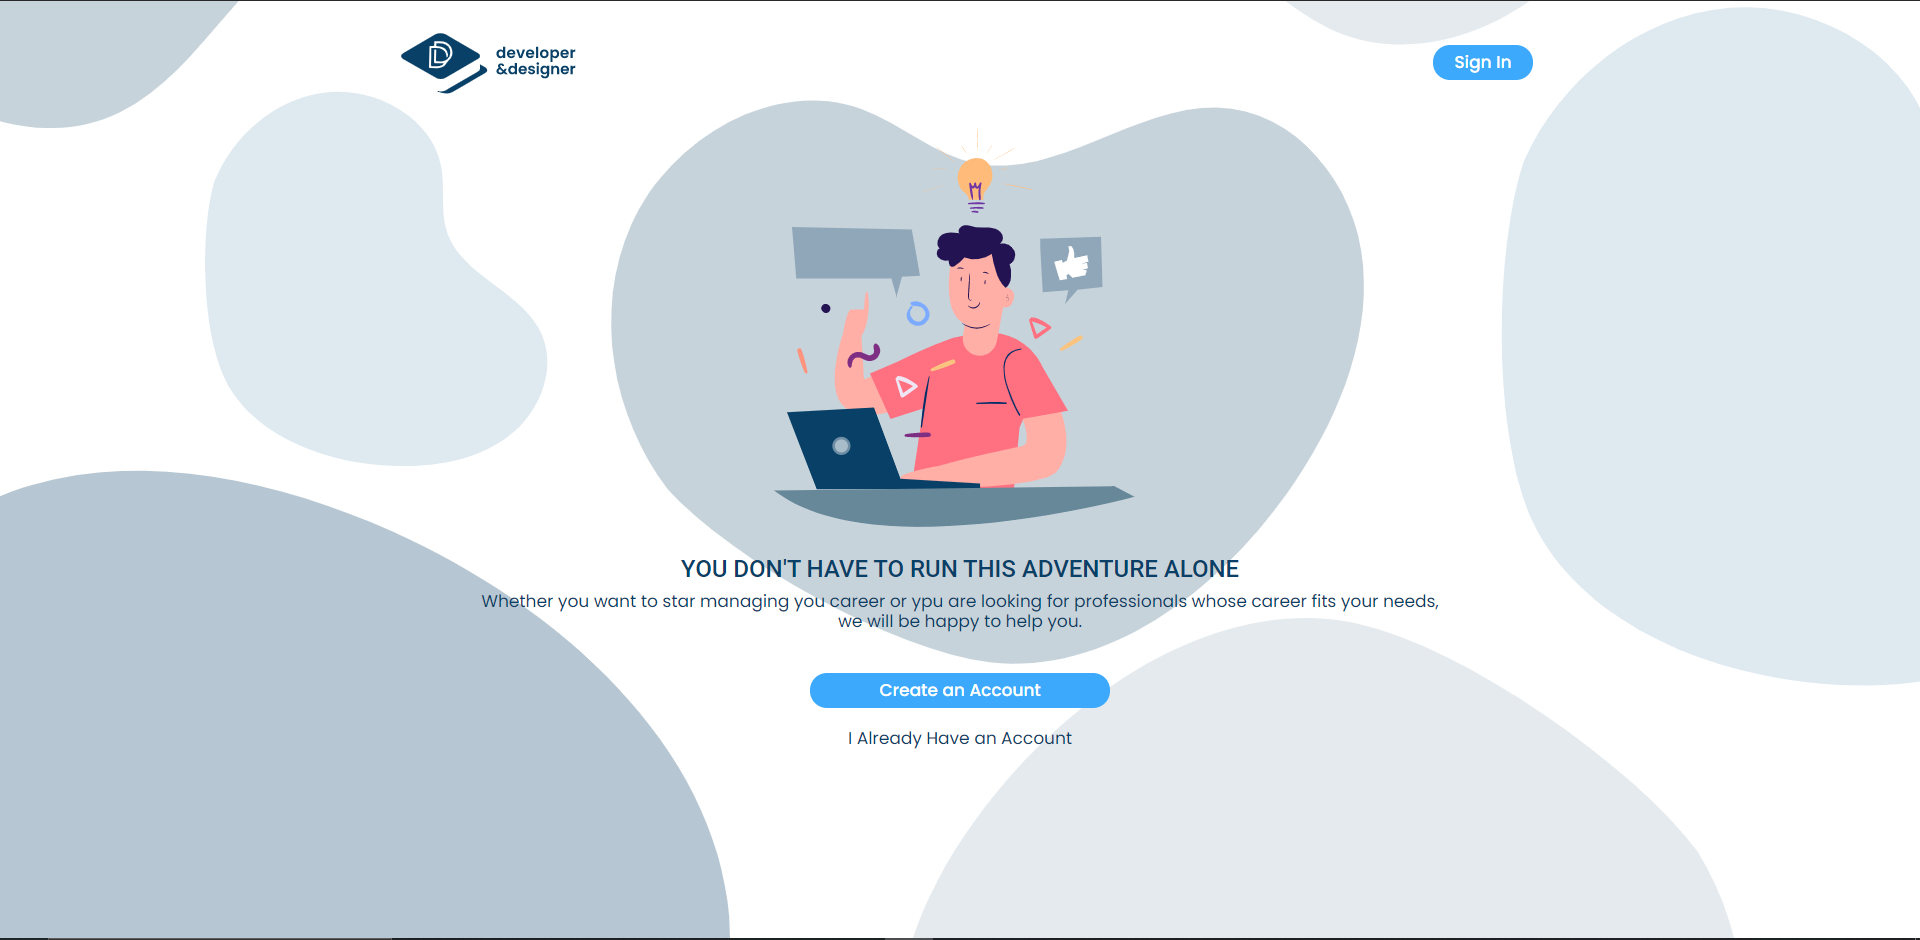 developer
&designer
Sign In
YOU DON'T HAVE TO RUN THIS ADVENTURE ALONE
Whether you want to star managing you career or ypu are looking for professionals whose career fits your needs,
we will be happy to help you.
Create an Account
I Already Have an Account